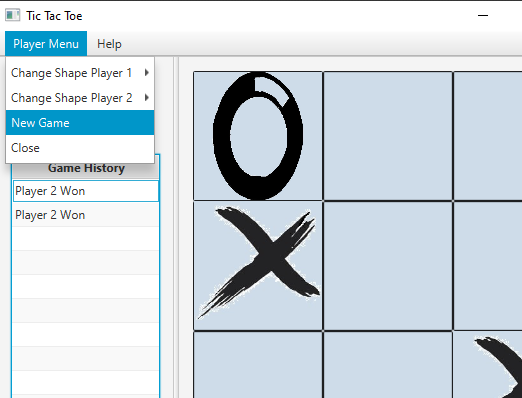 Tic Tac Toe
Player Menu Help
Change Shape Player 1
Change Shape Player 2
New Game
Close
Game History
Player 2 Won
Player 2 Won